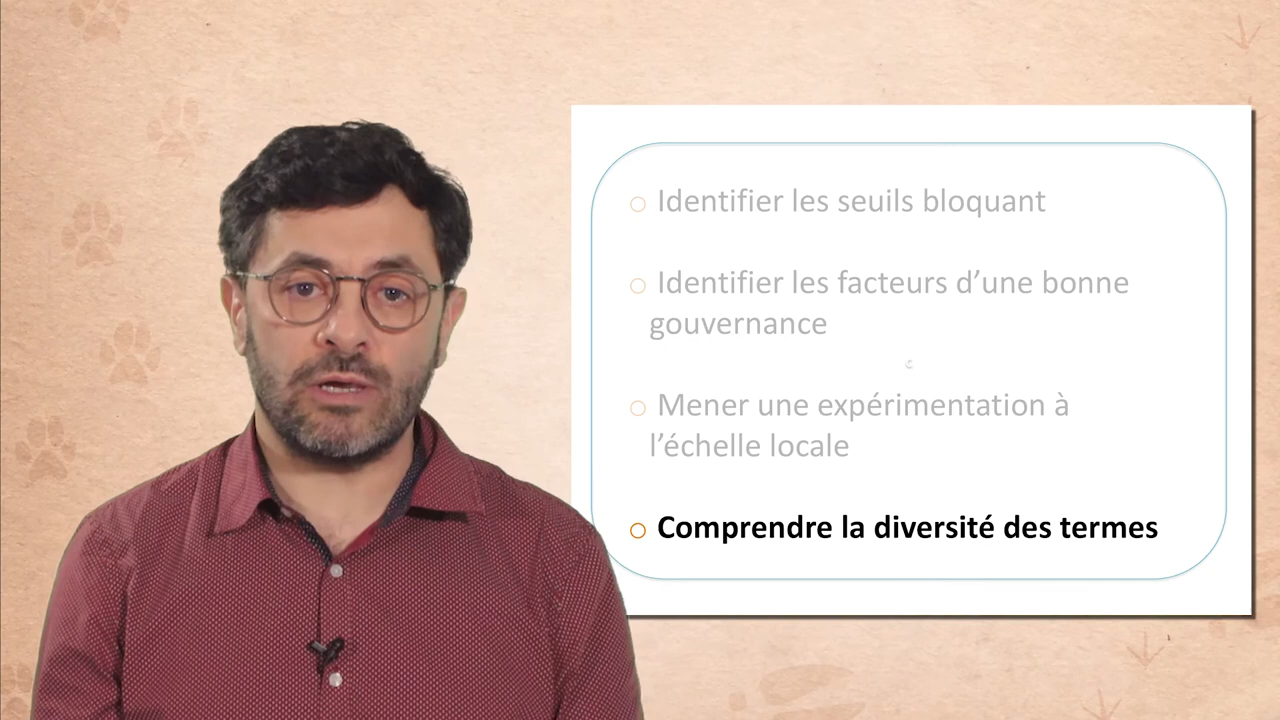 ○ Identifier les seuils bloquant
○ Identifier les facteurs d’une bonne
gouvernance
○ Mener une expérimentation à
l’échelle locale
○ Comprendre la diversité des termes